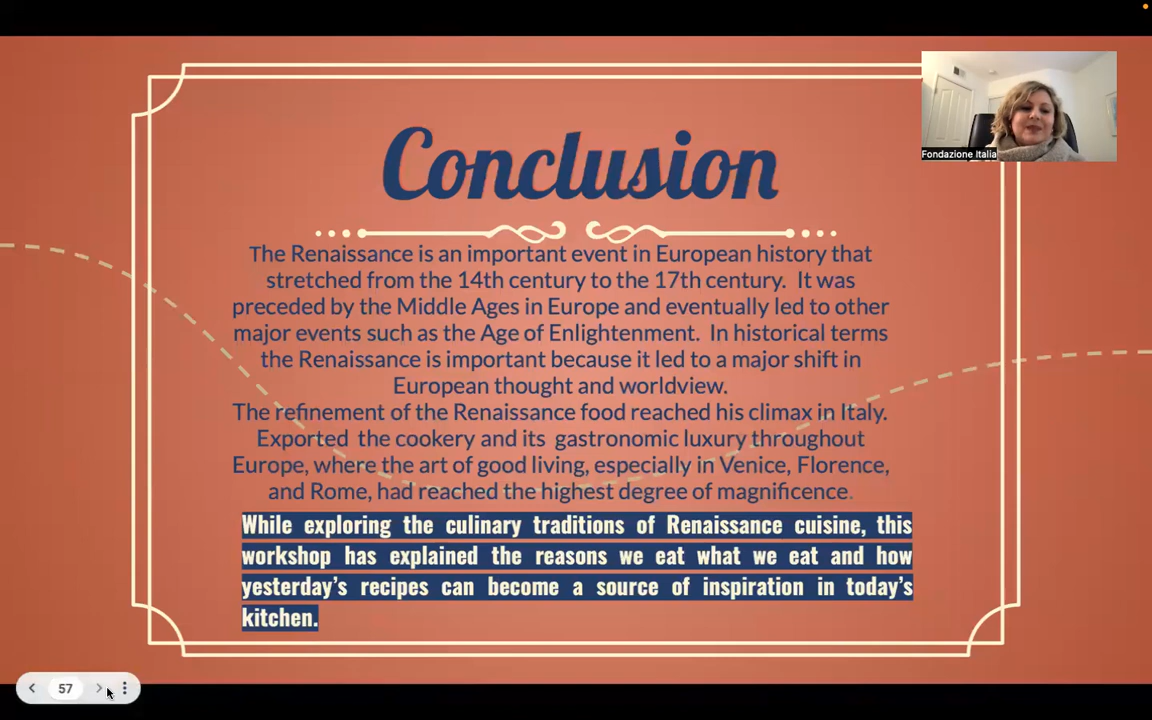 Conclusion
Fondazione Italia
The Renaissance is an important event in European history that
stretched from the 14th century to the 17th century.  It was
preceded by the Middle Ages in Europe and eventually led to other
major events such as the Age of Enlightenment.  In historical terms
the Renaissance is important because it led to a major shift in
European thought and worldview.
The refinement of the Renaissance food reached his climax in Italy.
Exported  the cookery and its  gastronomic luxury throughout
Europe, where the art of good living, especially in Venice, Florence,
and Rome, had reached the highest degree of magnificence.
While exploring the culinary traditions of Renaissance cuisine, this
workshop has explained the reasons we eat what we eat and how
yesterday’s recipes can become a source of inspiration in today’s
kitchen.
57